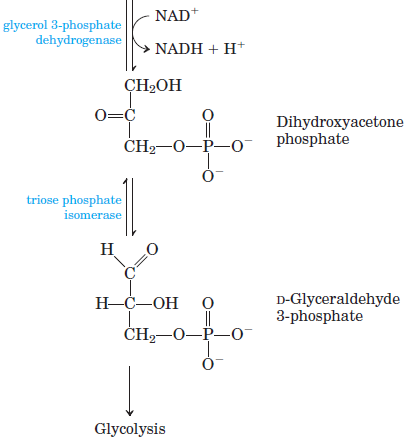 NAD⁺
glycerol 3-phosphate
dehydrogenase
NADH + H⁺
CH₂OH
O=C O
CH₂—O—P—O⁻
O⁻
Dihydroxyacetone
phosphate
triose phosphate
isomerase
H O
C
H—C—OH O
CH₂—O—P—O⁻
O⁻
D-Glyceraldehyde
3-phosphate
Glycolysis